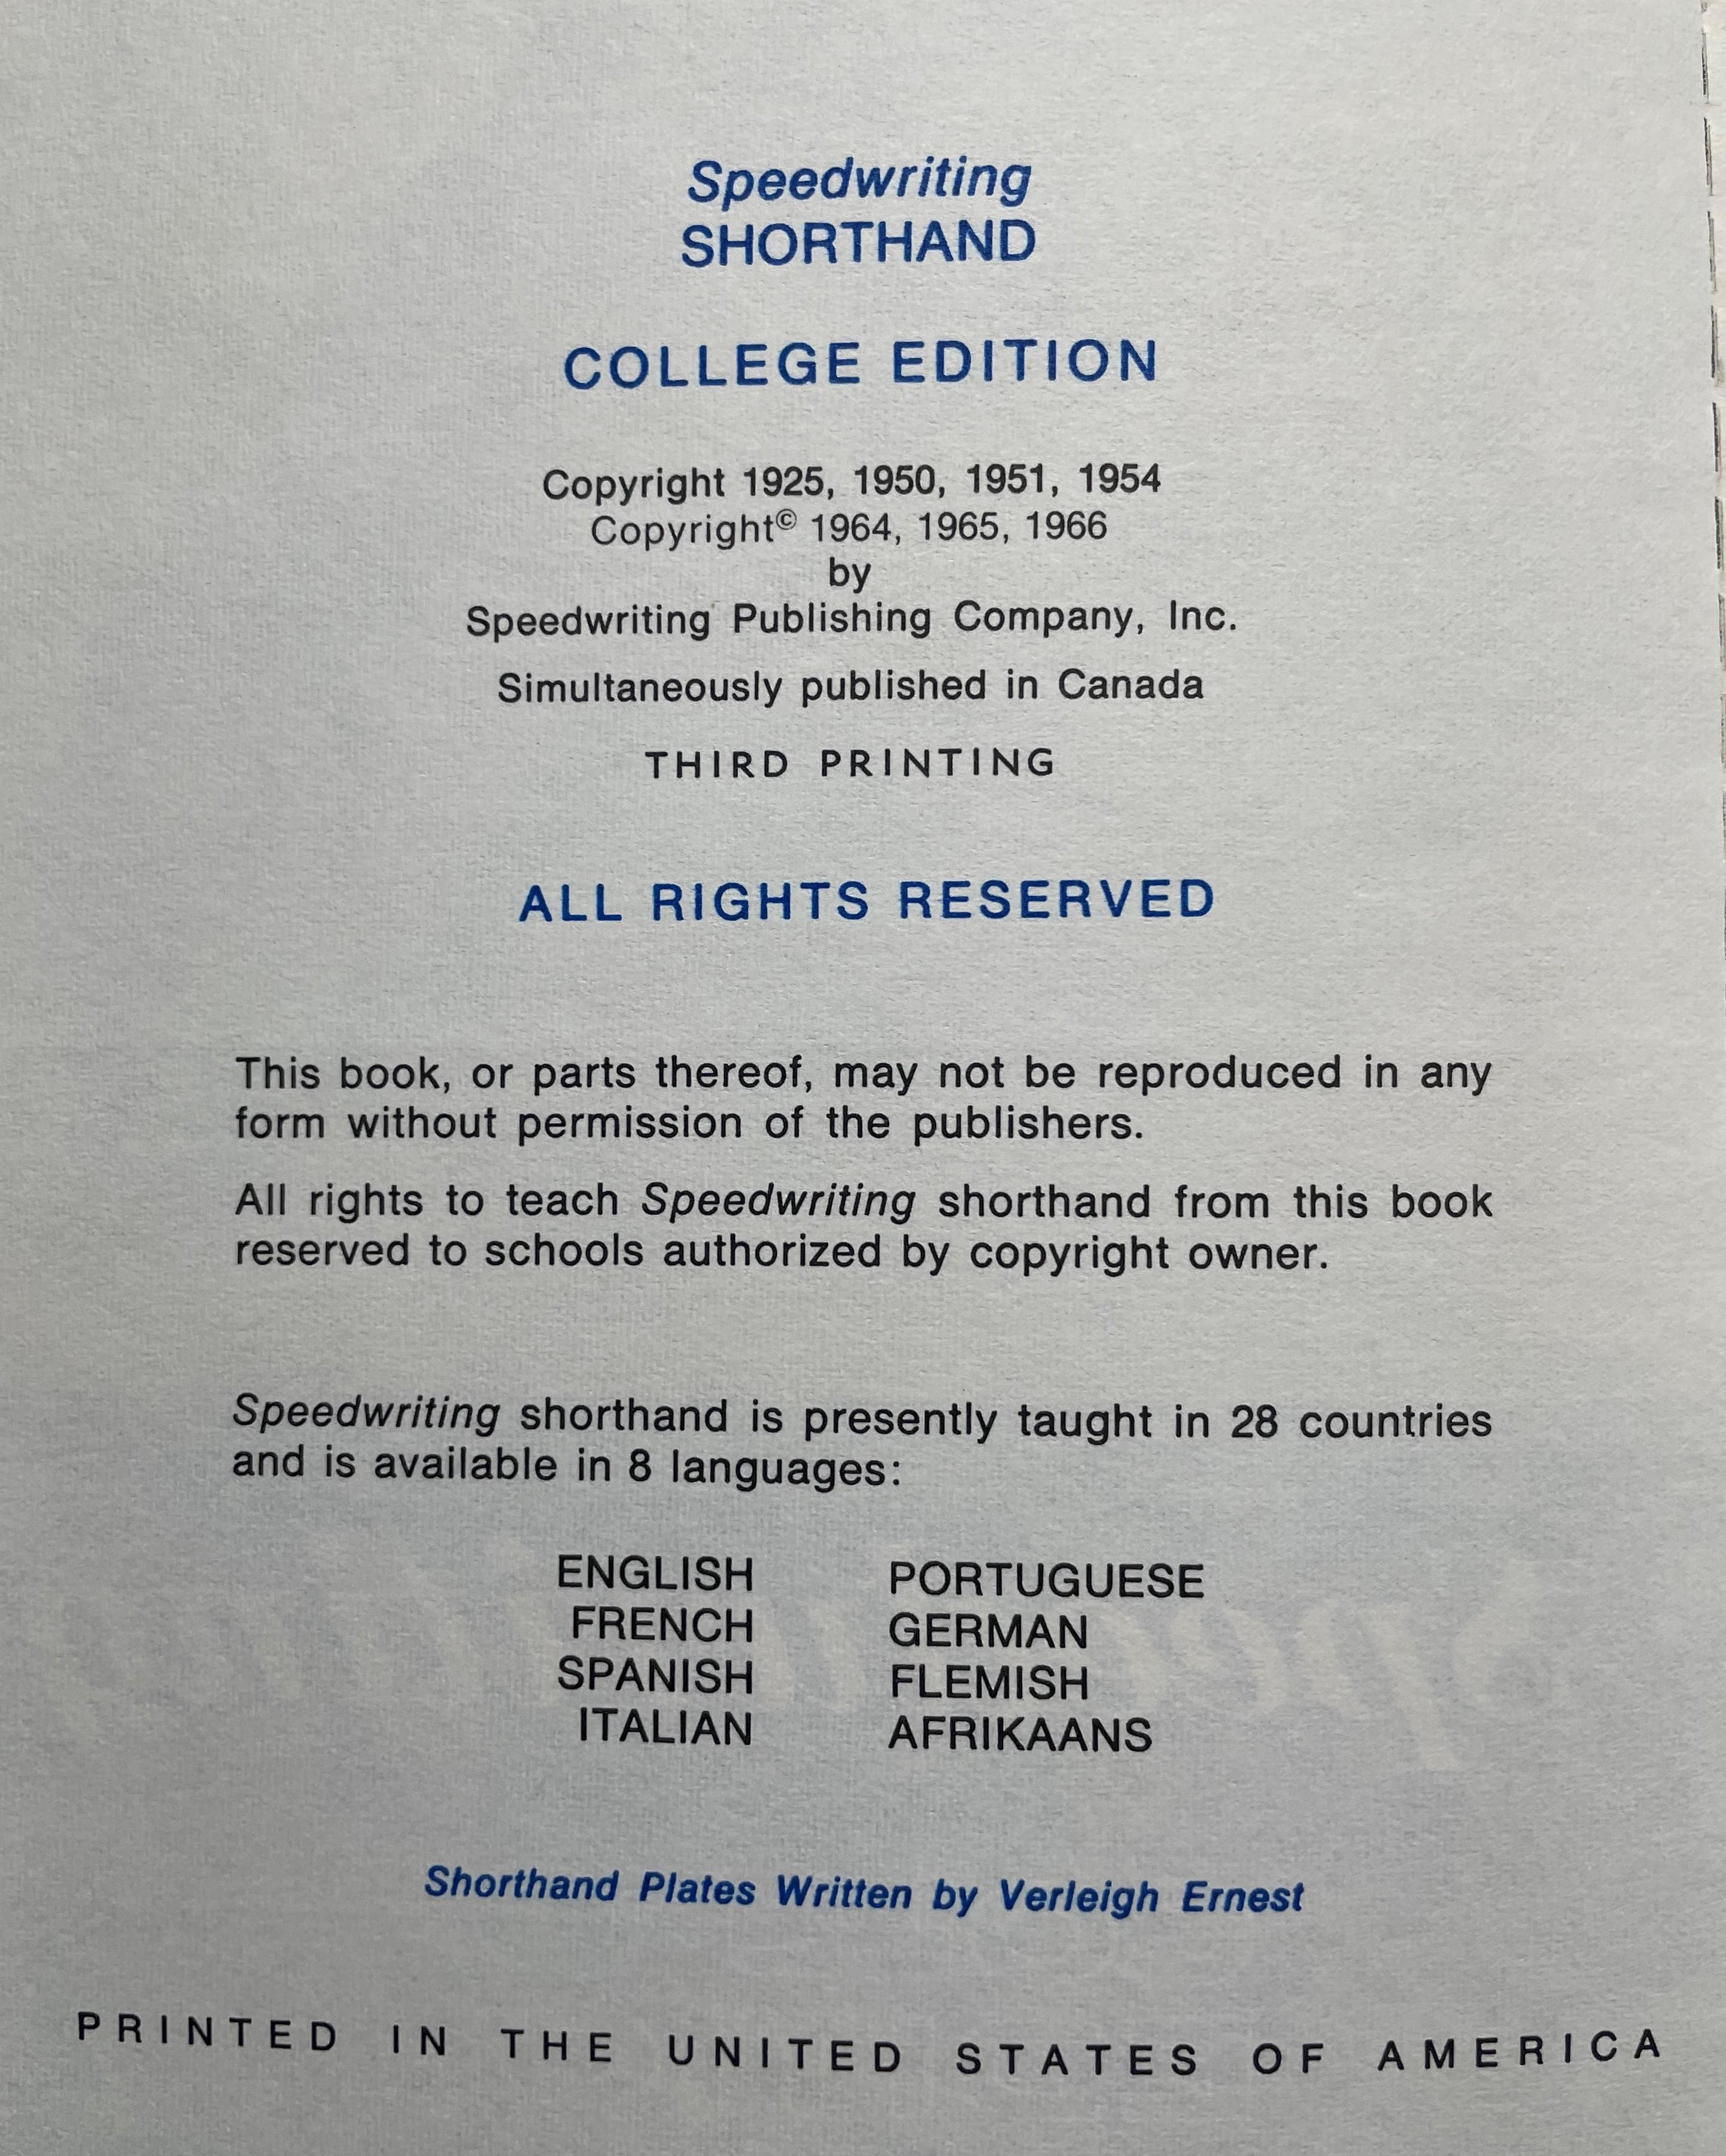 Speedwriting
SHORTHAND
COLLEGE EDITION
Copyright 1925, 1950, 1951, 1954
Copyright© 1964, 1965, 1966
by
Speedwriting Publishing Company, Inc.
Simultaneously published in Canada
THIRD PRINTING
ALL RIGHTS RESERVED
This book, or parts thereof, may not be reproduced in any
form without permission of the publishers.
All rights to teach Speedwriting shorthand from this book
reserved to schools authorized by copyright owner.
Speedwriting shorthand is presently taught in 28 countries
and is available in 8 languages:
ENGLISH PORTUGUESE
FRENCH GERMAN
SPANISH FLEMISH
ITALIAN AFRIKAANS
Shorthand Plates Written by Verleigh Ernest
PRINTED IN THE UNITED STATES OF AMERICA